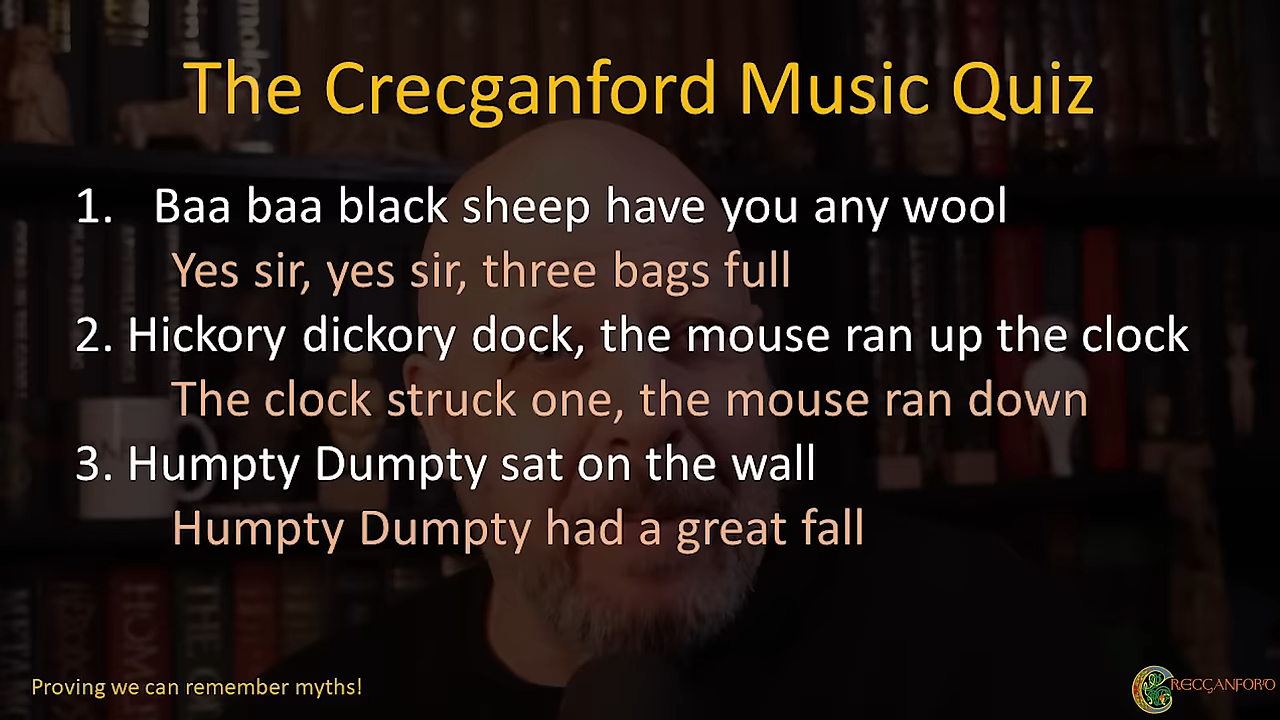 The Crecganford Music Quiz
1. Baa baa black sheep have you any wool
Yes sir, yes sir, three bags full
2. Hickory dickory dock, the mouse ran up the clock
The clock struck one, the mouse ran down
3. Humpty Dumpty sat on the wall
Humpty Dumpty had a great fall
Proving we can remember myths!
CRECGANFORD